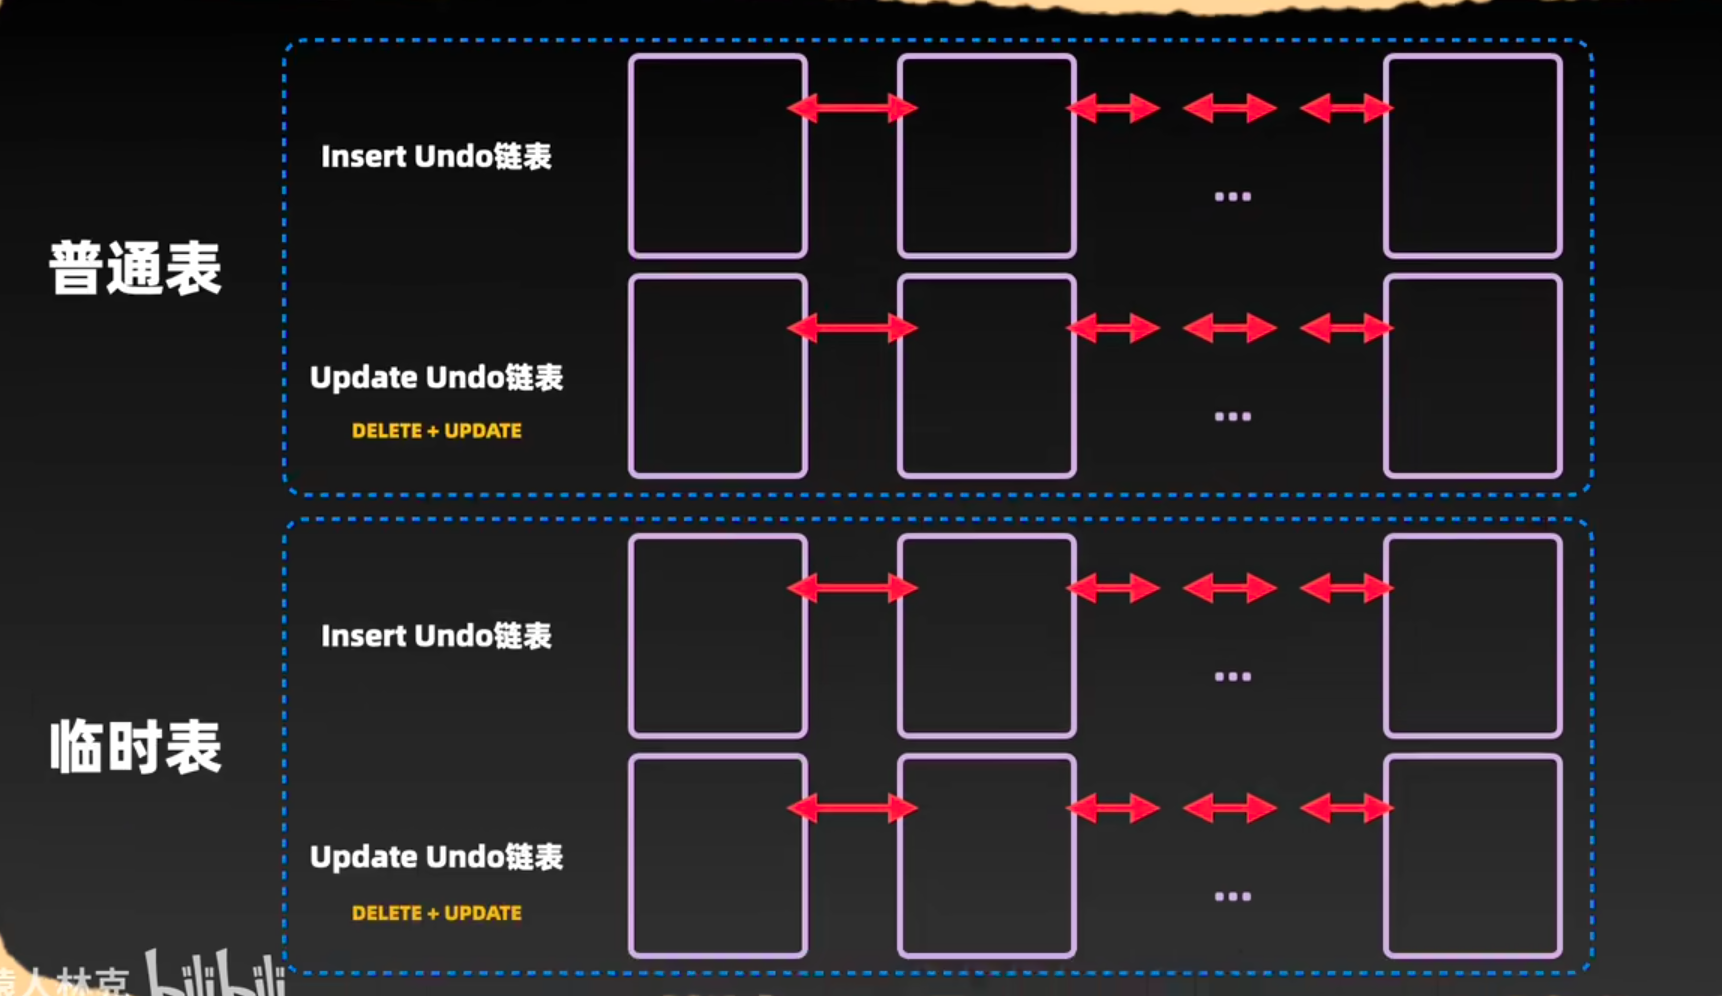 普通表
Insert Undo链表
...
Update Undo链表
DELETE + UPDATE
...
临时表
Insert Undo链表
...
Update Undo链表
DELETE + UPDATE
...
人林克 bilibili